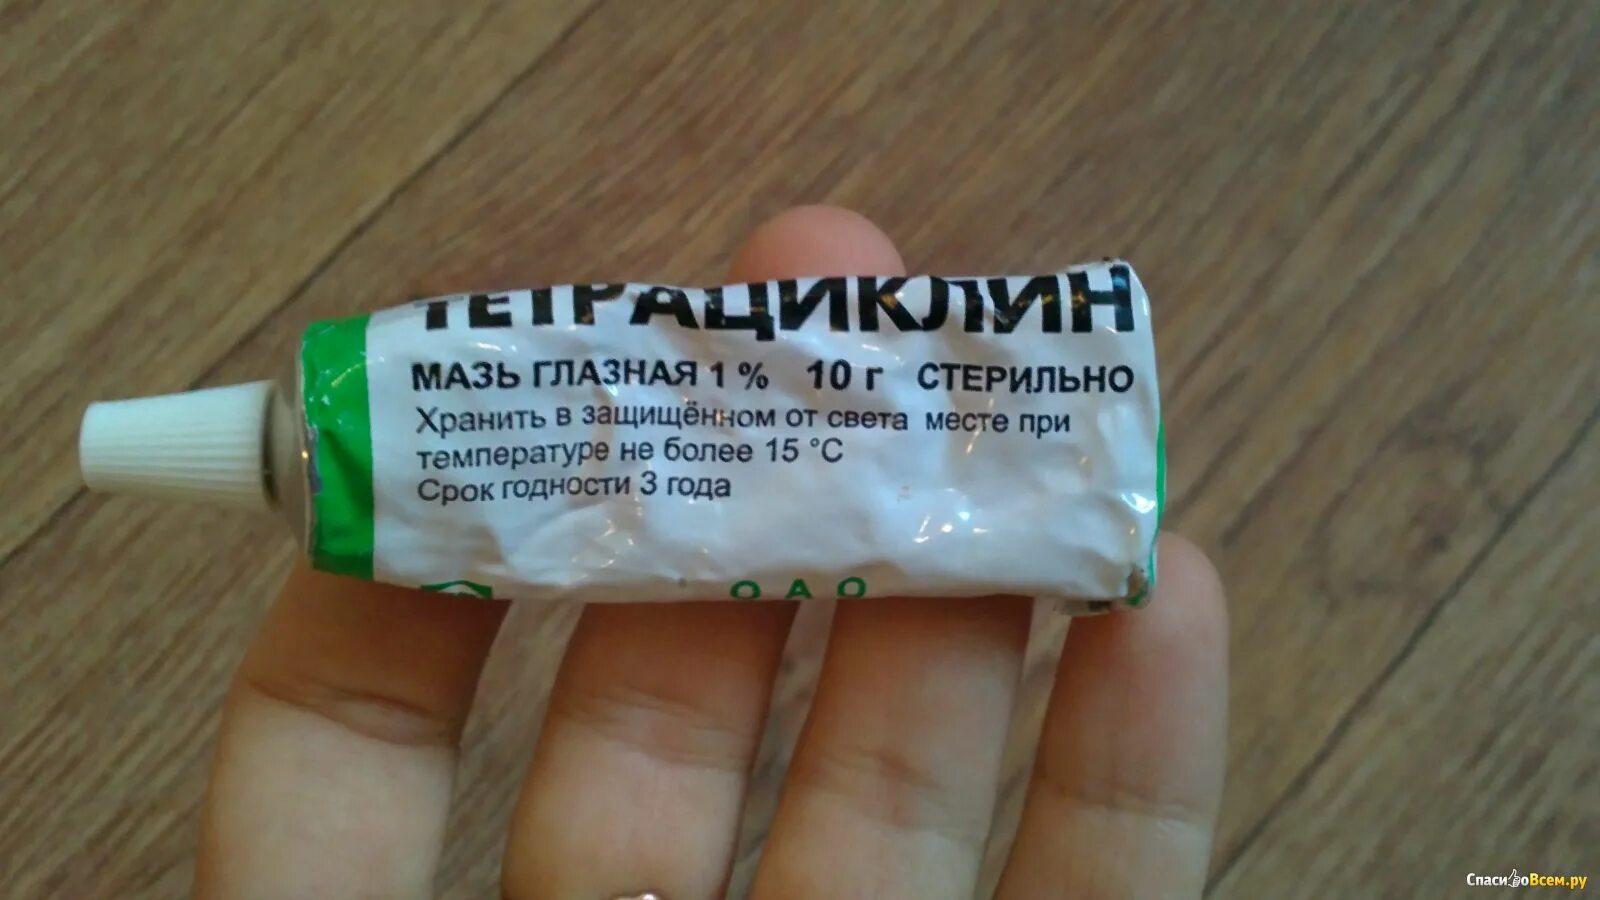 ТЕТРАЦИКЛИН
МАЗЬ ГЛАЗНАЯ 1 % 10 г СТЕРИЛЬНО
Хранить в защищённом от света месте при
температуре не более 15 °С
Срок годности 3 года
ОАО
СпасибоВсем.ру